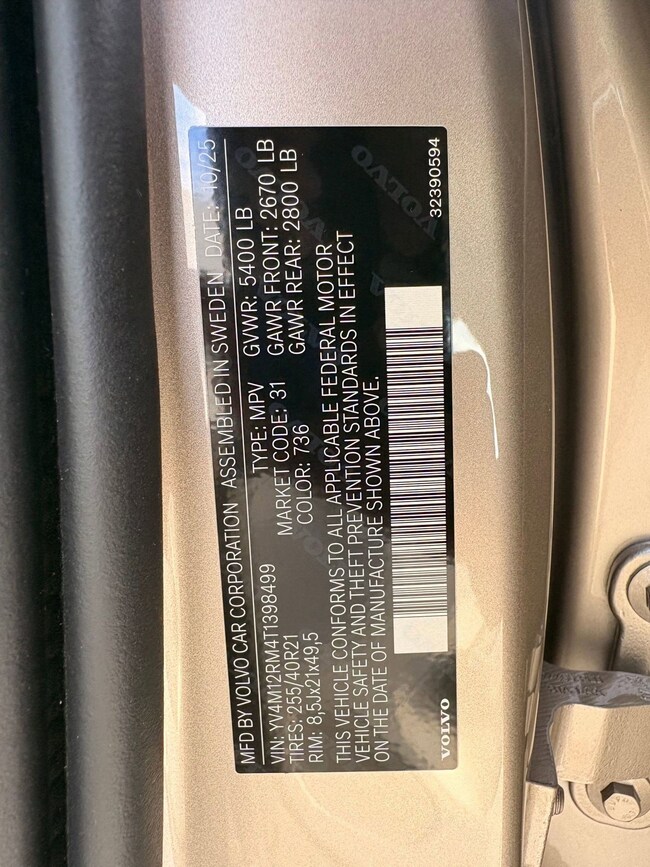 MFD BY VOLVO CAR CORPORATION ASSEMBLED IN SWEDEN DATE: 10/25
VIN: YV4M12RM4T1398499 TYPE: MPV GVWR: 5400 LB
TIRES: 255/40R21 MARKET CODE: 31 GAWR FRONT: 2670 LB
RIM: 8,5Jx21x49,5 COLOR: 736 GAWR REAR: 2800 LB
THIS VEHICLE CONFORMS TO ALL APPLICABLE FEDERAL MOTOR
VEHICLE SAFETY AND THEFT PREVENTION STANDARDS IN EFFECT
ON THE DATE OF MANUFACTURE SHOWN ABOVE.
VOLVO 32390594